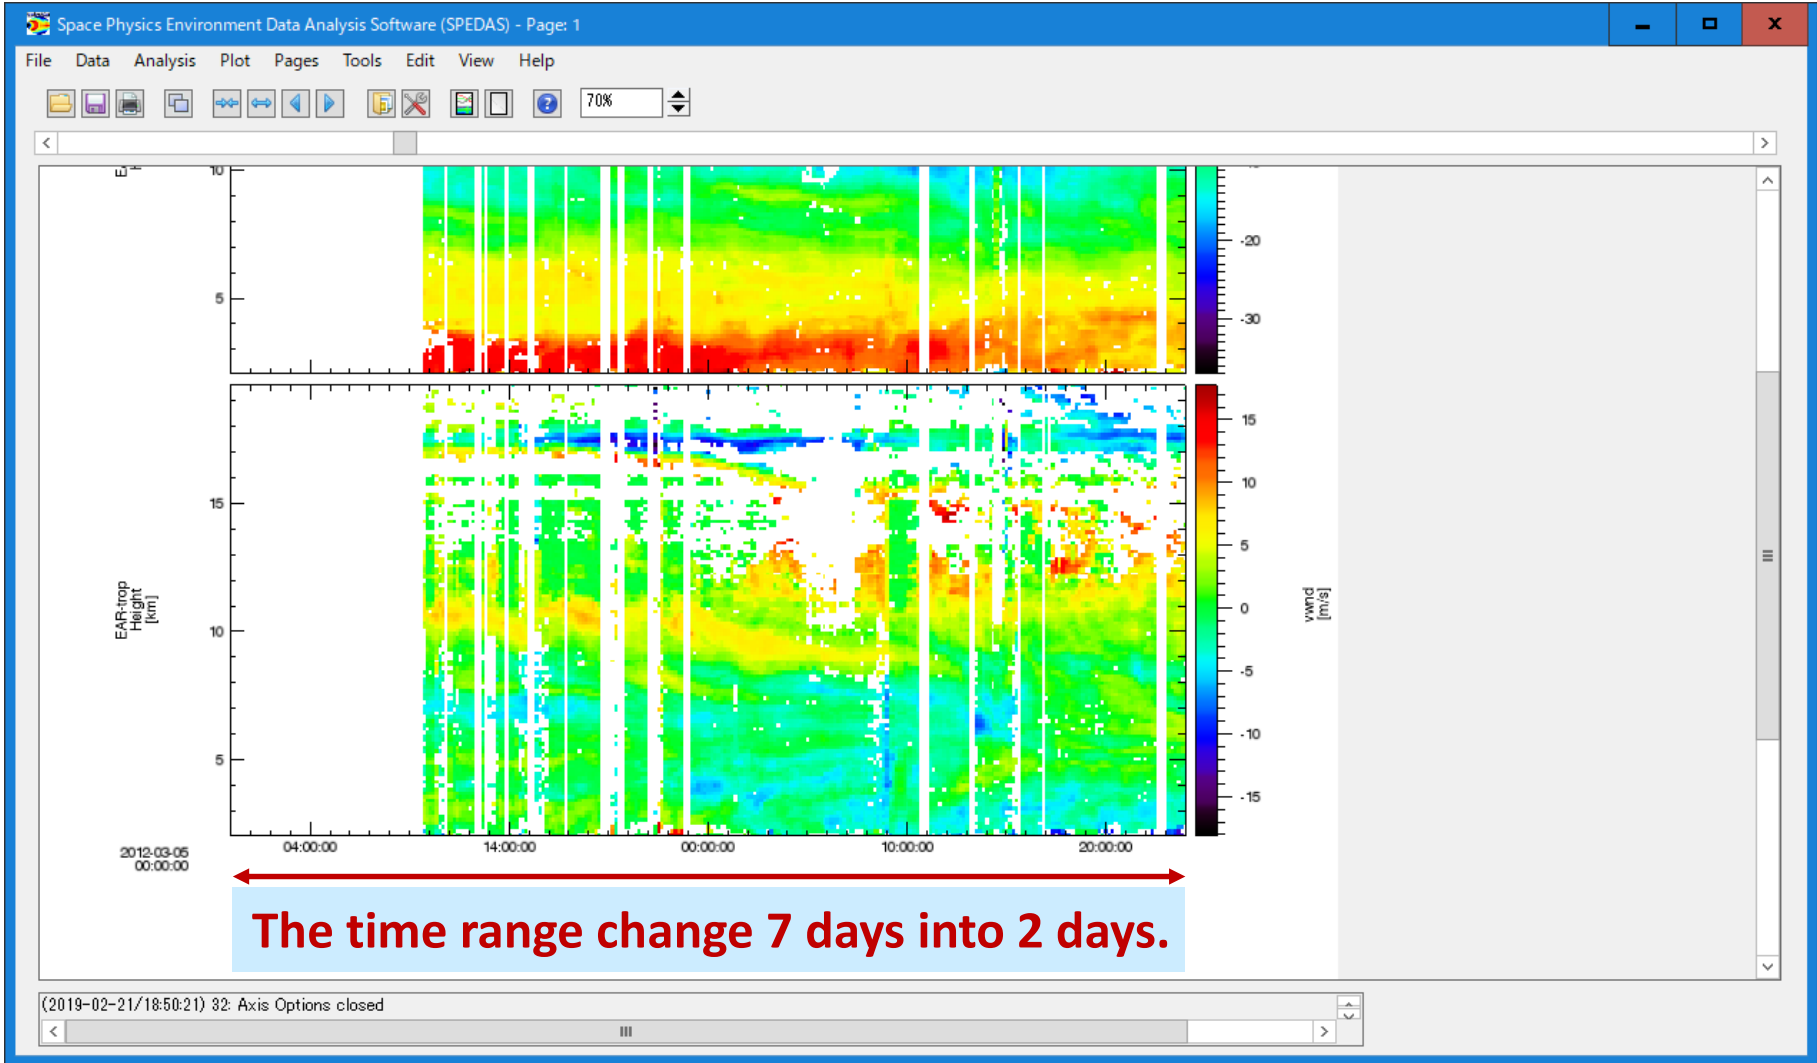 Space Physics Environment Data Analysis Software (SPEDAS) - Page: 1
File Data Analysis Plot Pages Tools Edit View Help
70%
10
5
-20
-30
15
10
5
EAR-trop
Height
[km]
15
10
5
0
-5
-10
-15
vwnd
[m/s]
2012-03-05
00:00:00
04:00:00 14:00:00 00:00:00 10:00:00 20:00:00
The time range change 7 days into 2 days.
(2019-02-21/18:50:21) 32: Axis Options closed